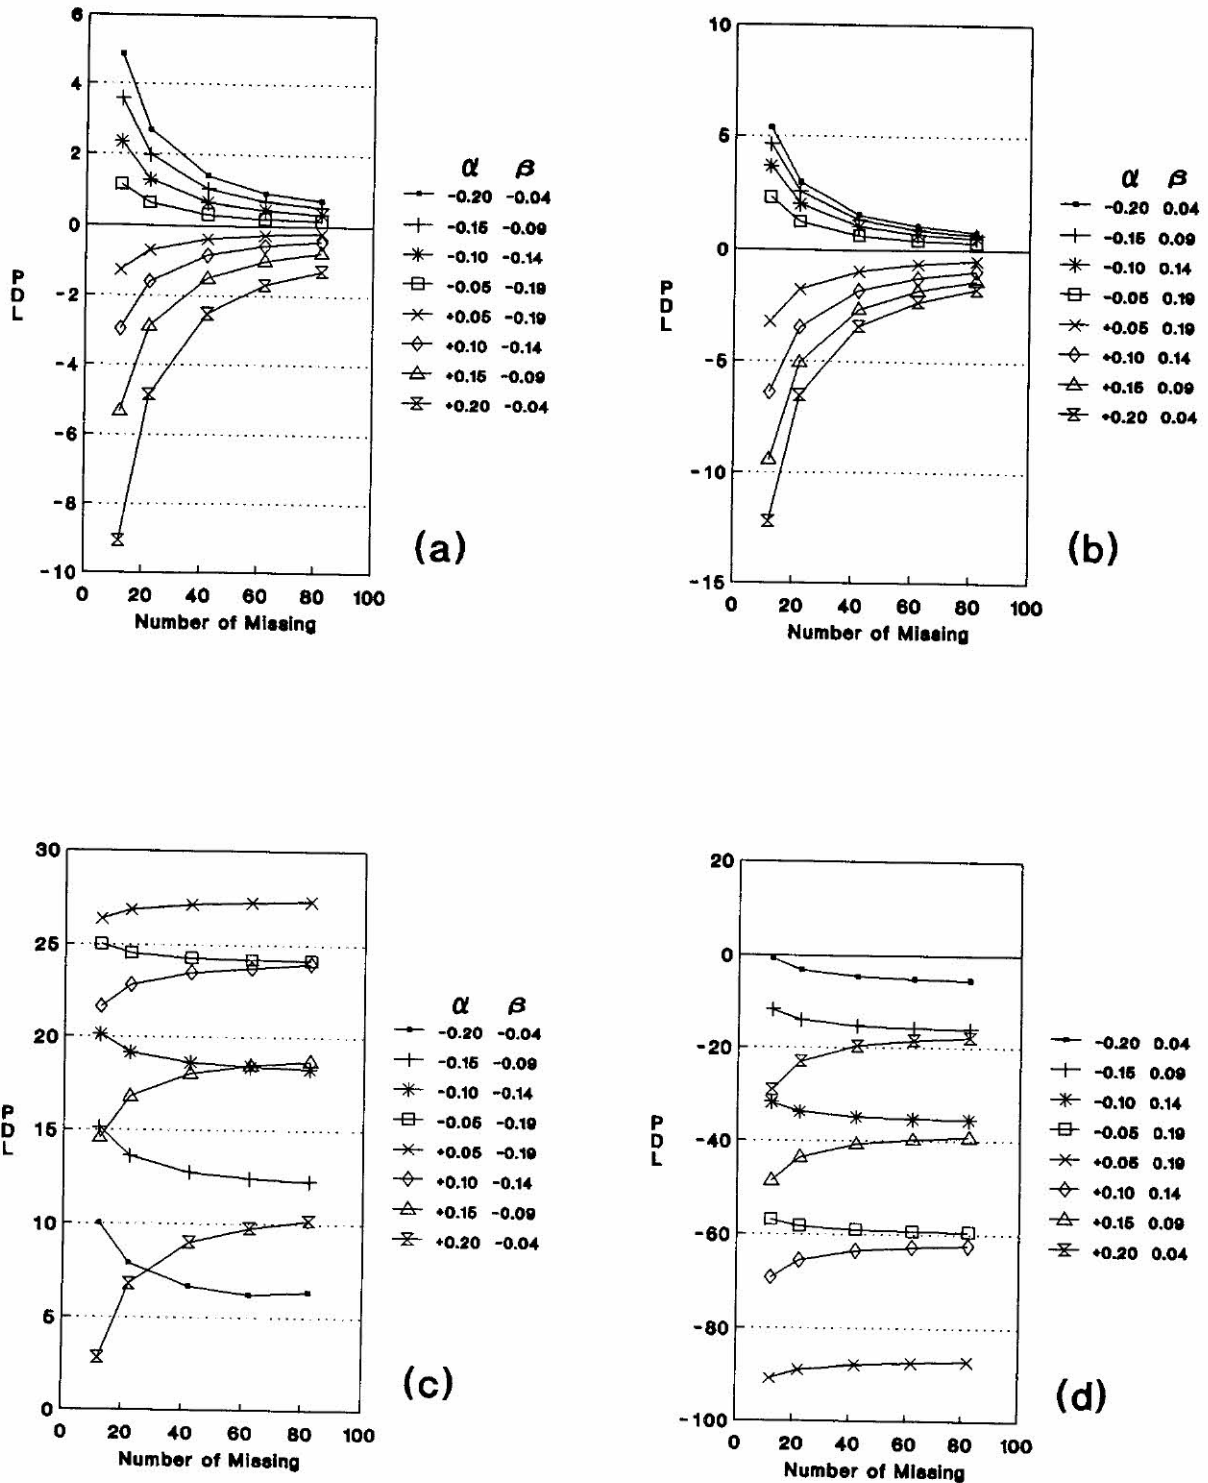 6
4
2
0
-2
-4
-6
-8
-10
P
D
L
0 20 40 60 80 100
Number of Missing
α β
-0.20 -0.04
-0.15 -0.09
-0.10 -0.14
-0.05 -0.19
+0.05 -0.19
+0.10 -0.14
+0.15 -0.09
+0.20 -0.04
(a)
10
5
0
-5
-10
-15
P
D
L
0 20 40 60 80 100
Number of Missing
α β
-0.20 0.04
-0.15 0.09
-0.10 0.14
-0.05 0.19
+0.05 0.19
+0.10 0.14
+0.15 0.09
+0.20 0.04
(b)
30
25
20
15
10
5
0
P
D
L
0 20 40 60 80 100
Number of Missing
α β
-0.20 -0.04
-0.15 -0.09
-0.10 -0.14
-0.05 -0.19
+0.05 -0.19
+0.10 -0.14
+0.15 -0.09
+0.20 -0.04
(c)
20
0
-20
-40
-60
-80
-100
P
D
L
0 20 40 60 80 100
Number of Missing
-0.20 0.04
-0.15 0.09
-0.10 0.14
-0.05 0.19
+0.05 0.19
+0.10 0.14
+0.15 0.09
+0.20 0.04
(d)